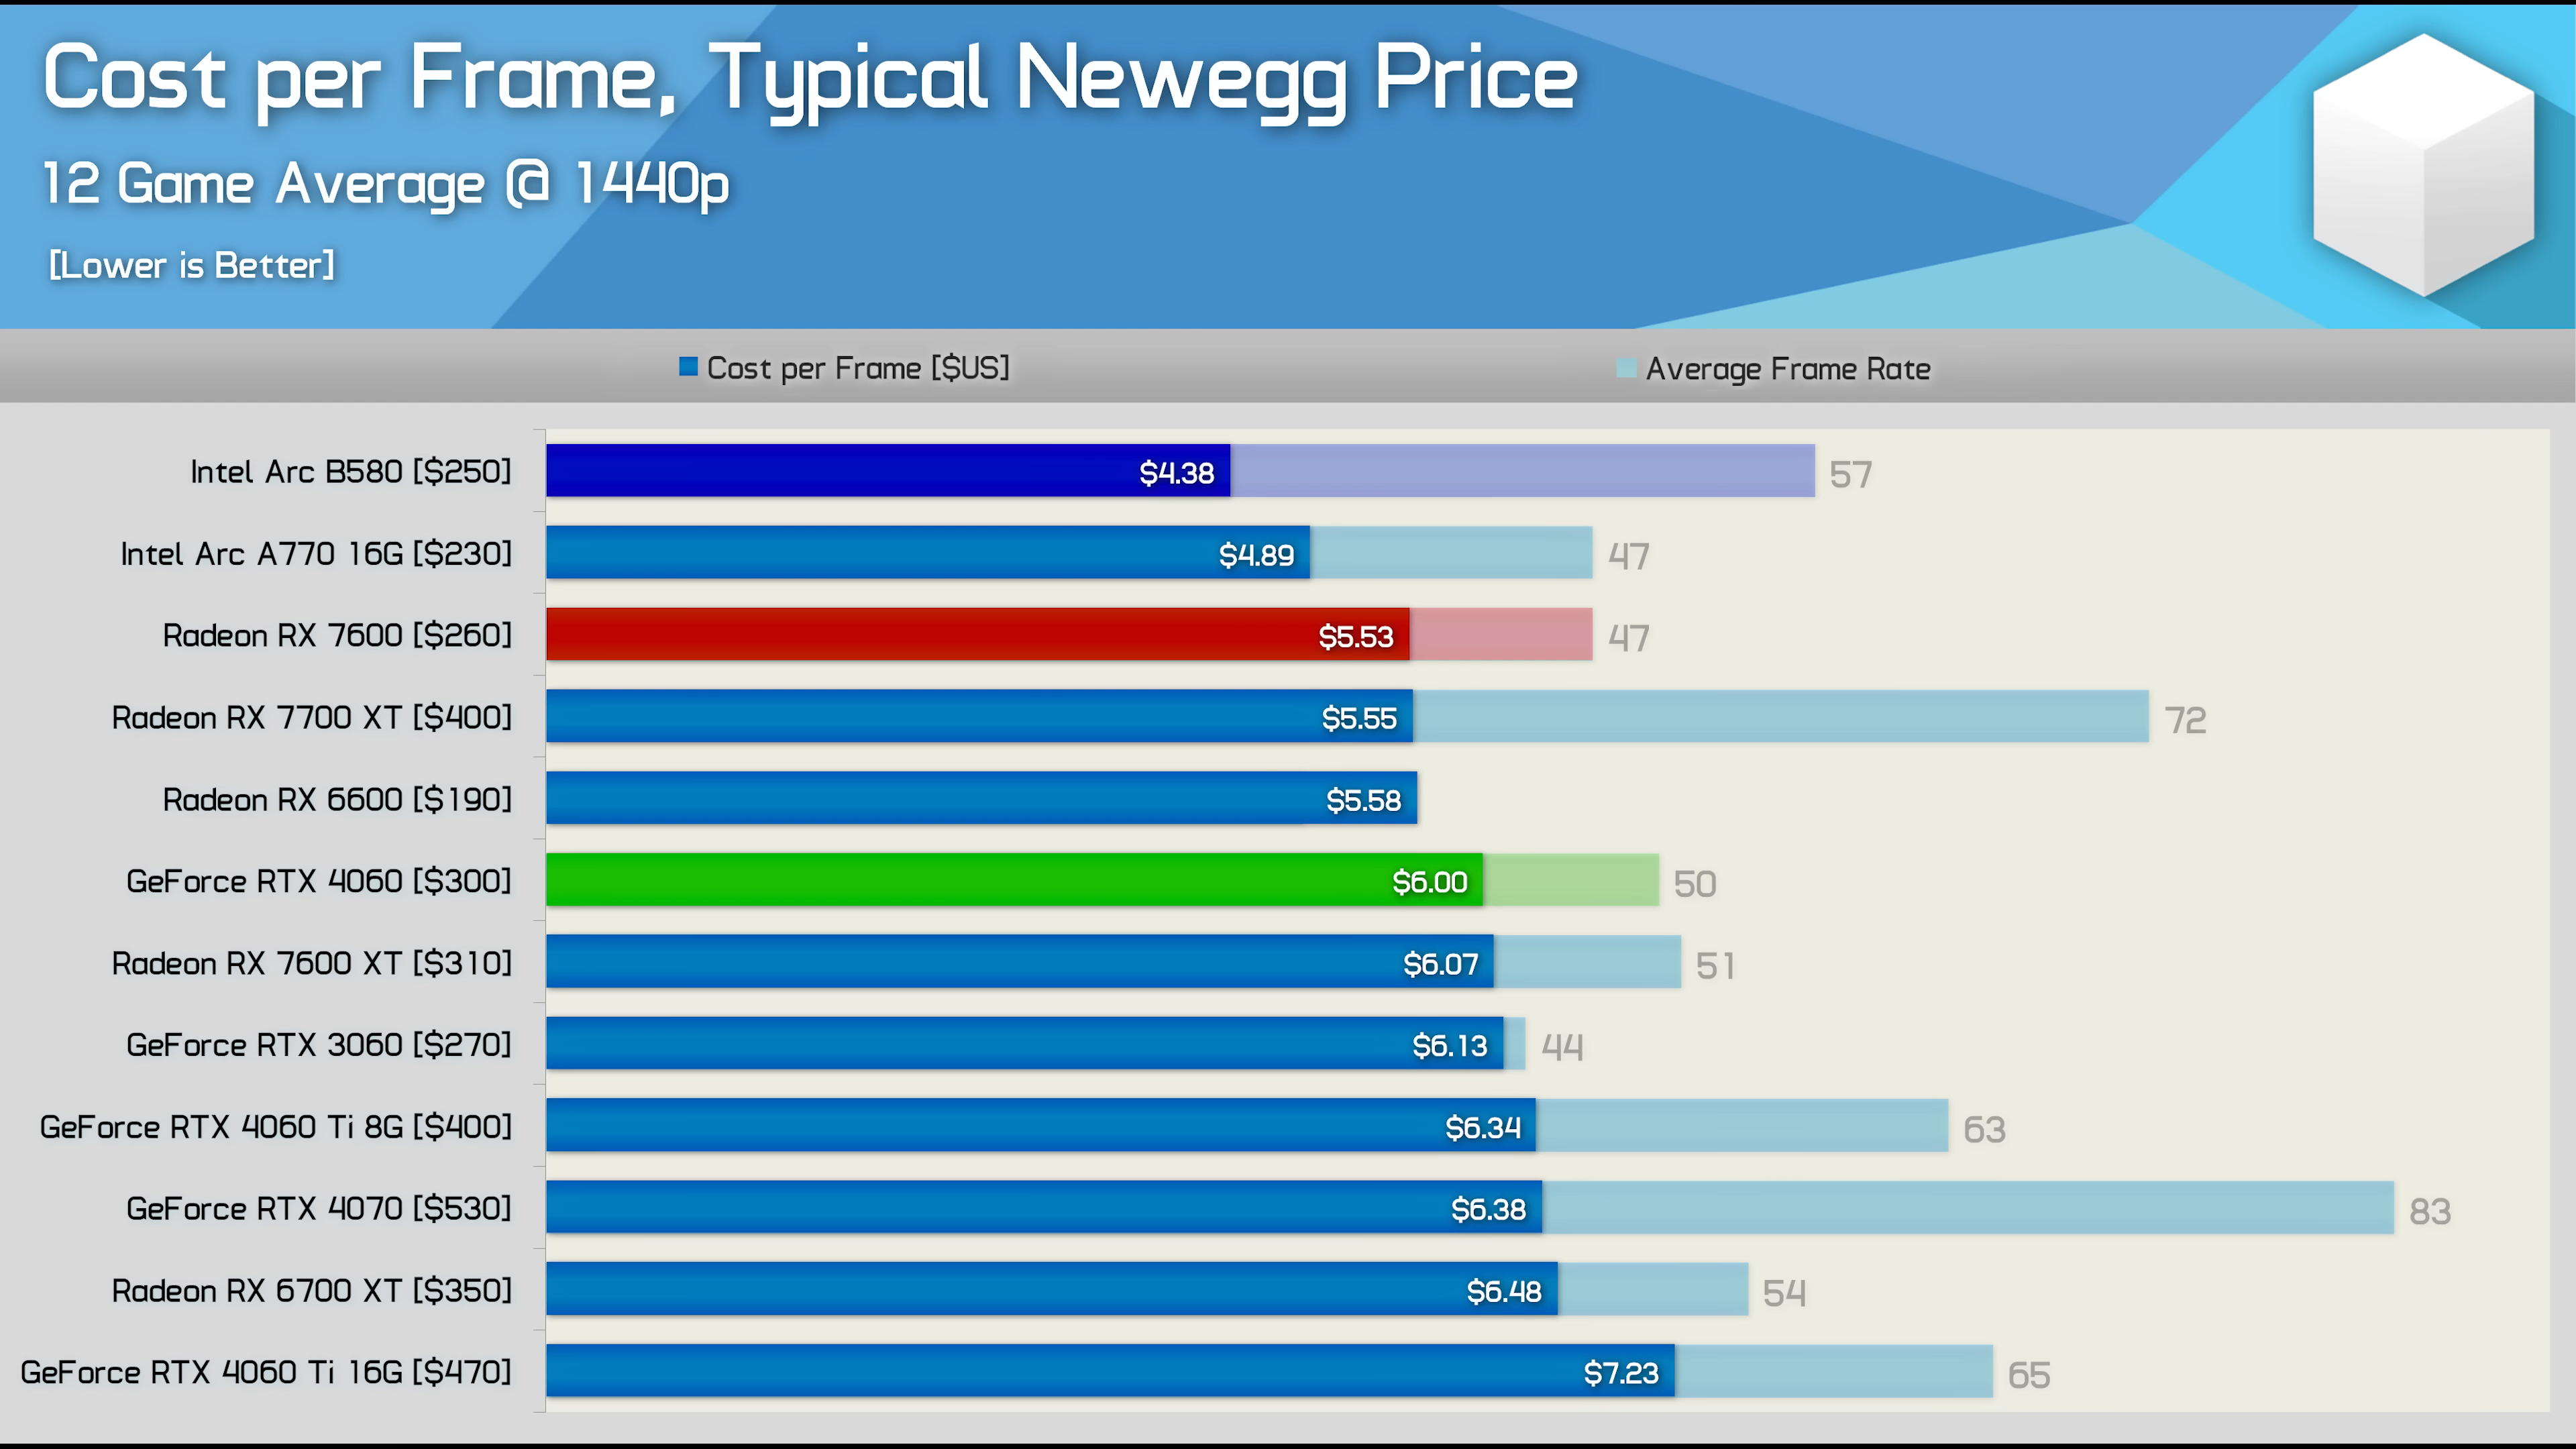 Cost per Frame, Typical Newegg Price
12 Game Average @ 1440p
[Lower is Better]
Cost per Frame [$US] Average Frame Rate
Intel Arc B580 [$250] $4.38 57
Intel Arc A770 16G [$230] $4.89 47
Radeon RX 7600 [$260] $5.53 47
Radeon RX 7700 XT [$400] $5.55 72
Radeon RX 6600 [$190] $5.58
GeForce RTX 4060 [$300] $6.00 50
Radeon RX 7600 XT [$310] $6.07 51
GeForce RTX 3060 [$270] $6.13 44
GeForce RTX 4060 Ti 8G [$400] $6.34 63
GeForce RTX 4070 [$530] $6.38 83
Radeon RX 6700 XT [$350] $6.48 54
GeForce RTX 4060 Ti 16G [$470] $7.23 65